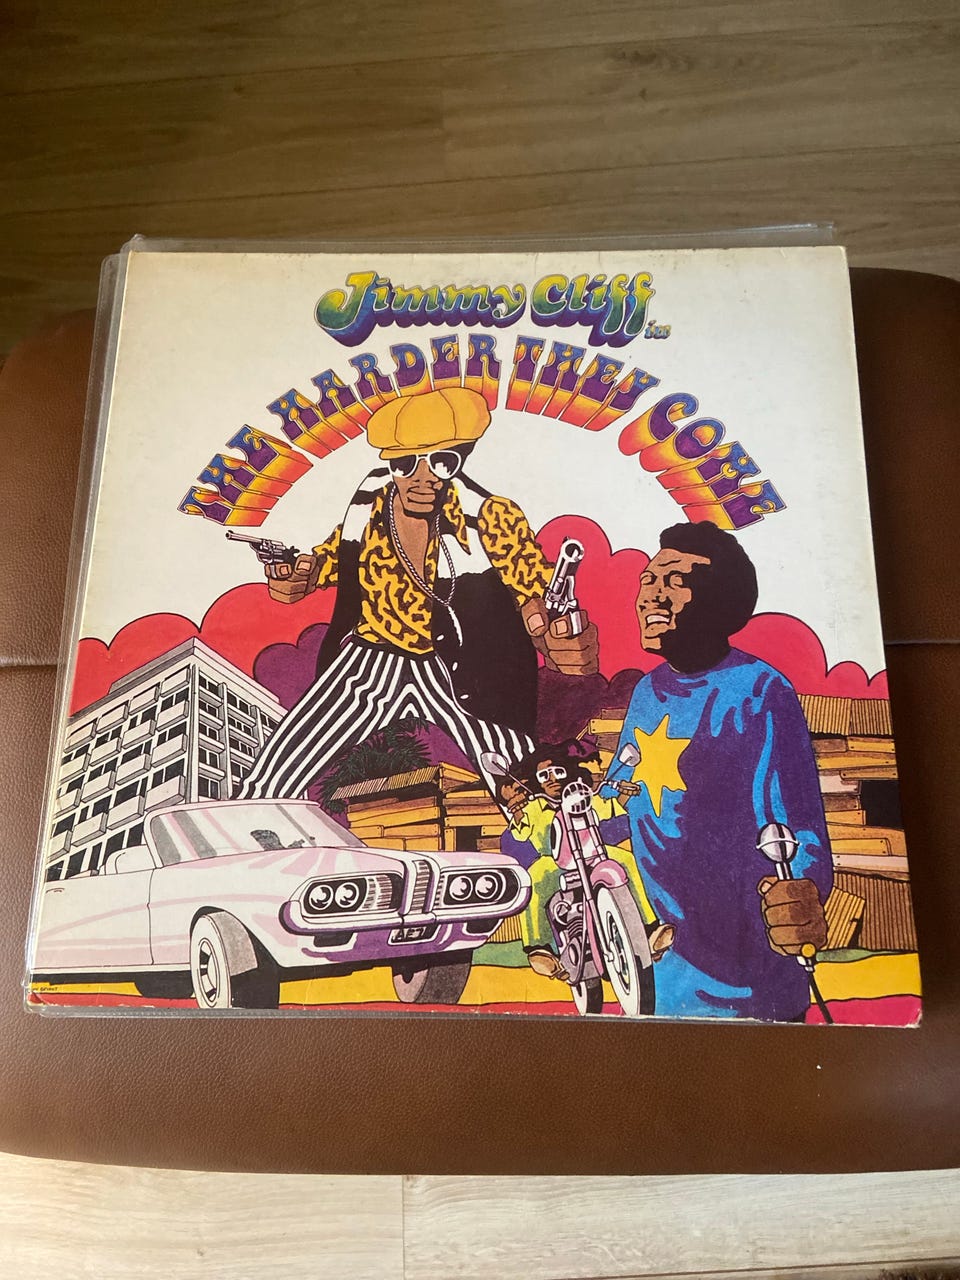 Jimmy Cliff in
THE HARDER THEY COME